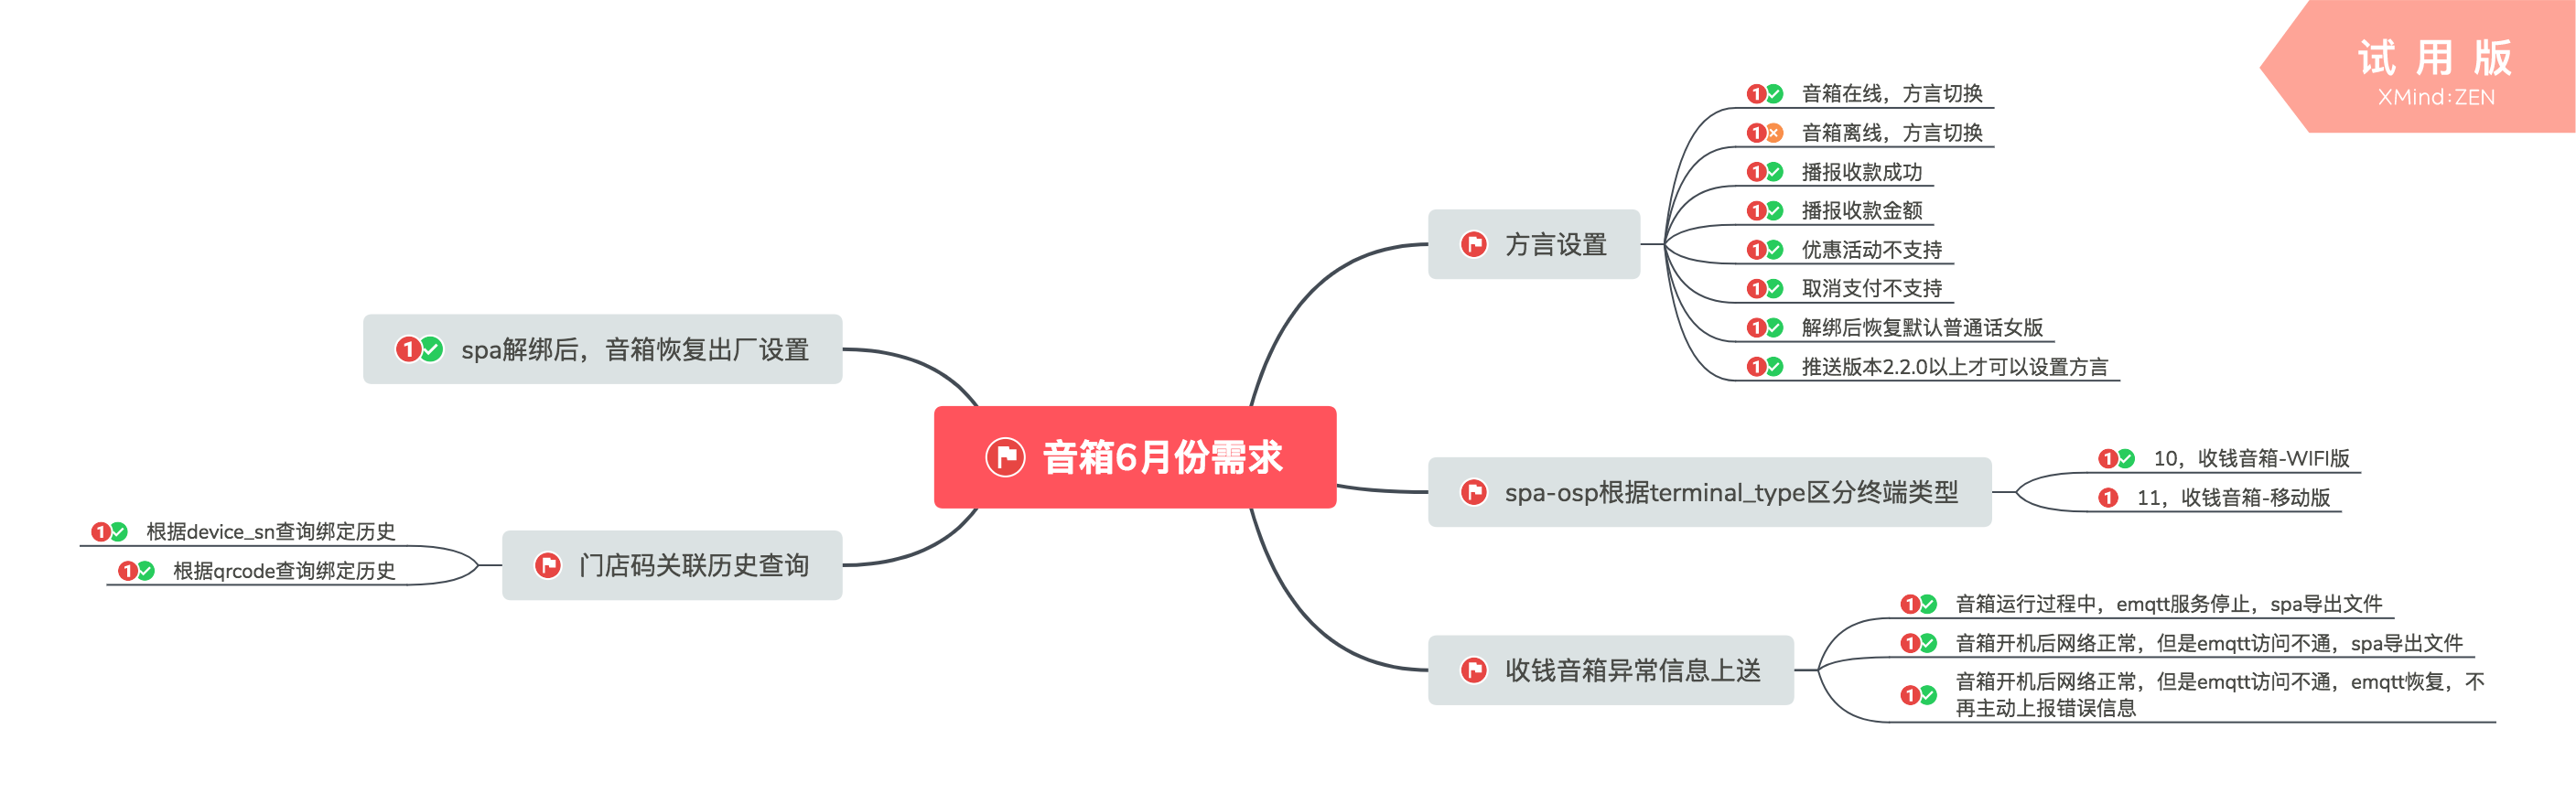 试用版
XMind:ZEN
音箱6月份需求
方言设置
音箱在线，方言切换
音箱离线，方言切换
播报收款成功
播报收款金额
优惠活动不支持
取消支付不支持
解绑后恢复默认普通话女版
推送版本2.2.0以上才可以设置方言
spa-osp根据terminal_type区分终端类型
10，收钱音箱-WIFI版
11，收钱音箱-移动版
收钱音箱异常信息上送
音箱运行过程中，emqtt服务停止，spa导出文件
音箱开机后网络正常，但是emqtt访问不通，spa导出文件
音箱开机后网络正常，但是emqtt访问不通，emqtt恢复，不
再主动上报错误信息
spa解绑后，音箱恢复出厂设置
门店码关联历史查询
根据device_sn查询绑定历史
根据qrcode查询绑定历史